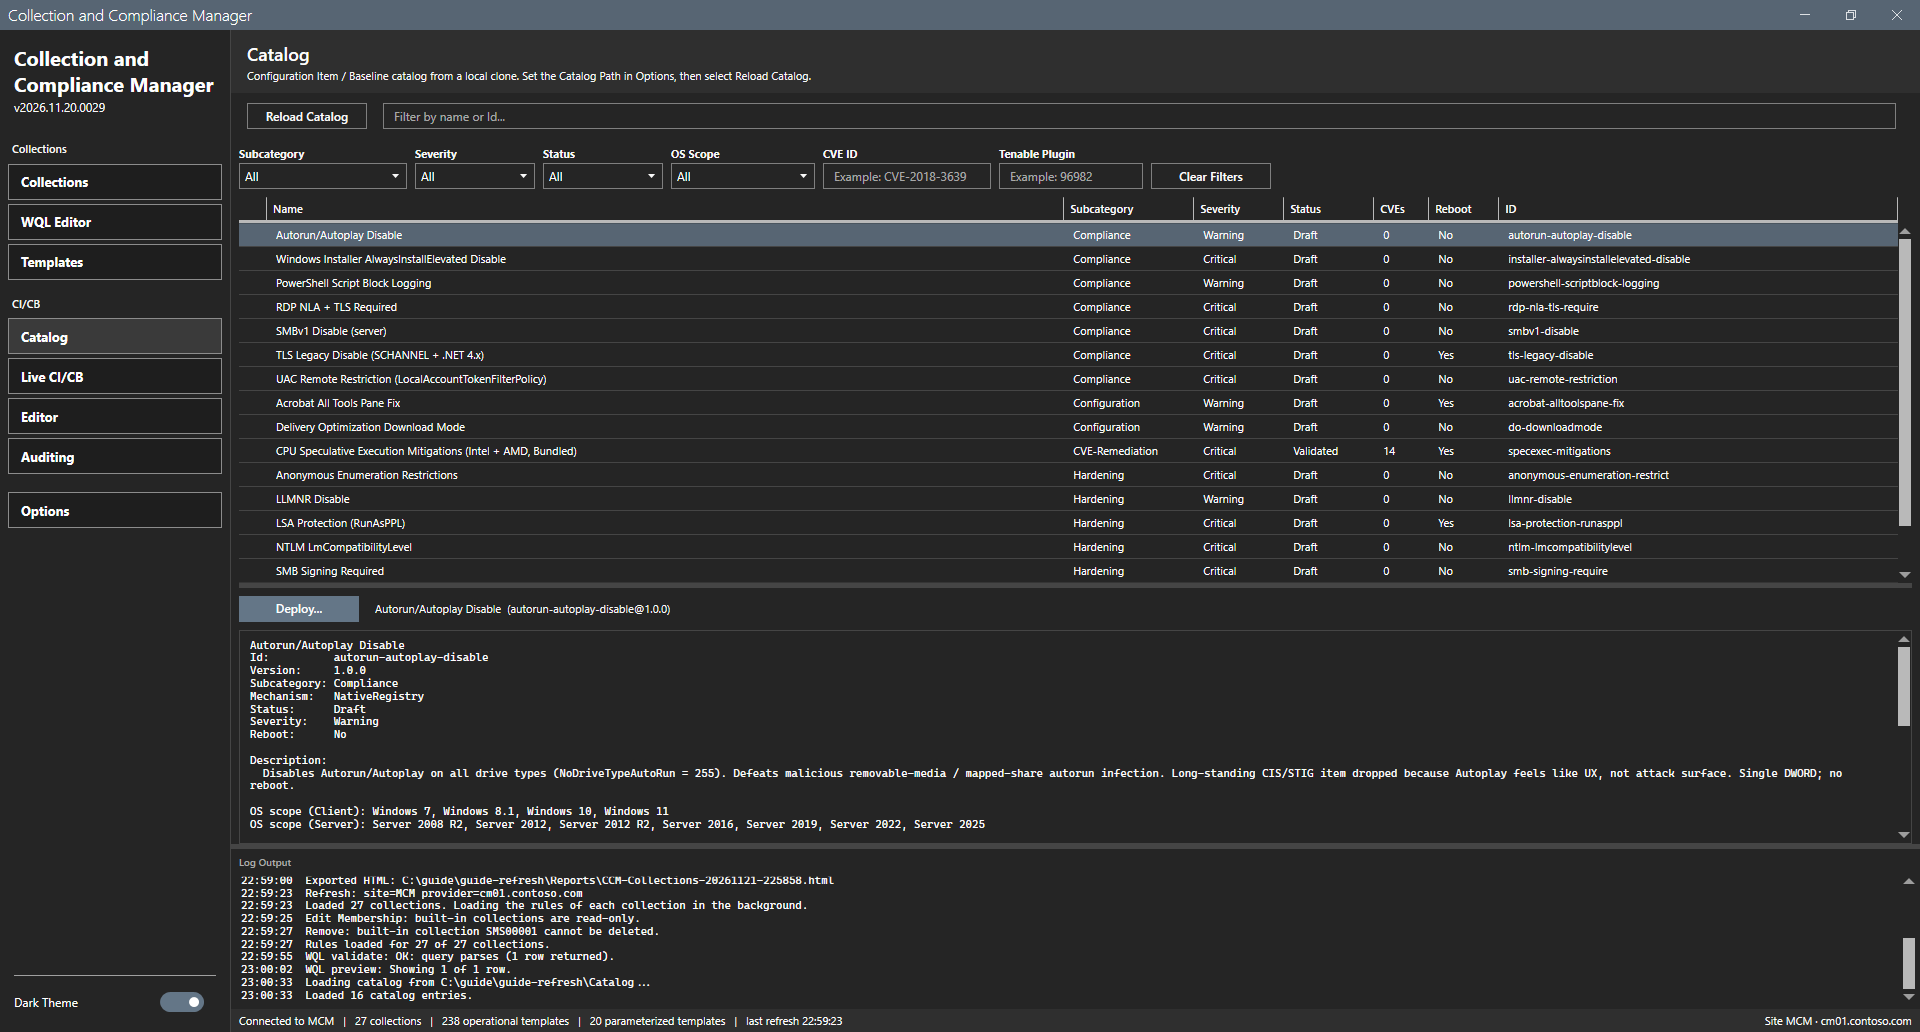 Collection and Compliance Manager
Collection and
Compliance Manager
v2026.11.20.0029
Collections
Collections
WQL Editor
Templates
CI/CB
Catalog
Live CI/CB
Editor
Auditing
Options
Dark Theme
Catalog
Configuration Item / Baseline catalog from a local clone. Set the Catalog Path in Options, then select Reload Catalog.
Reload Catalog
Filter by name or Id...
Subcategory Severity Status OS Scope CVE ID Tenable Plugin
All All All All Example: CVE-2018-3639 Example: 96982 Clear Filters
Name Subcategory Severity Status CVEs Reboot ID
Autorun/Autoplay Disable Compliance Warning Draft 0 No autorun-autoplay-disable
Windows Installer AlwaysInstallElevated Disable Compliance Critical Draft 0 No installer-alwaysinstallelevated-disable
PowerShell Script Block Logging Compliance Warning Draft 0 No powershell-scriptblock-logging
RDP NLA + TLS Required Compliance Critical Draft 0 No rdp-nla-tls-require
SMBv1 Disable (server) Compliance Critical Draft 0 No smbv1-disable
TLS Legacy Disable (SCHANNEL + .NET 4.x) Compliance Critical Draft 0 Yes tls-legacy-disable
UAC Remote Restriction (LocalAccountTokenFilterPolicy) Compliance Critical Draft 0 No uac-remote-restriction
Acrobat All Tools Pane Fix Configuration Warning Draft 0 Yes acrobat-alltoolspane-fix
Delivery Optimization Download Mode Configuration Warning Draft 0 No do-downloadmode
CPU Speculative Execution Mitigations (Intel + AMD, Bundled) CVE-Remediation Critical Validated 14 Yes specexec-mitigations
Anonymous Enumeration Restrictions Hardening Critical Draft 0 No anonymous-enumeration-restrict
LLMNR Disable Hardening Warning Draft 0 No llmnr-disable
LSA Protection (RunAsPPL) Hardening Critical Draft 0 Yes lsa-protection-runasppl
NTLM LmCompatibilityLevel Hardening Critical Draft 0 No ntlm-lmcompatibilitylevel
SMB Signing Required Hardening Critical Draft 0 No smb-signing-require
Deploy... Autorun/Autoplay Disable (autorun-autoplay-disable@1.0.0)
Autorun/Autoplay Disable
Id: autorun-autoplay-disable
Version: 1.0.0
Subcategory: Compliance
Mechanism: NativeRegistry
Status: Draft
Severity: Warning
Reboot: No
Description:
Disables Autorun/Autoplay on all drive types (NoDriveTypeAutoRun = 255). Defeats malicious removable-media / mapped-share autorun infection. Long-standing CIS/STIG item dropped because Autoplay feels like UX, not attack surface. Single DWORD; no
reboot.
OS scope (Client): Windows 7, Windows 8.1, Windows 10, Windows 11
OS scope (Server): Server 2008 R2, Server 2012, Server 2012 R2, Server 2016, Server 2019, Server 2022, Server 2025
Log Output
22:59:00 Exported HTML: C:\guide\guide-refresh\Reports\CCM-Collections-20261121-225858.html
22:59:23 Refresh: site=MCM provider=cm01.contoso.com
22:59:23 Loaded 27 collections. Loading the rules of each collection in the background.
22:59:25 Edit Membership: built-in collections are read-only.
22:59:27 Remove: built-in collection SMS00001 cannot be deleted.
22:59:27 Rules loaded for 27 of 27 collections.
22:59:55 WQL validate: OK: query parses (1 row returned).
23:00:02 WQL preview: Showing 1 of 1 row.
23:00:33 Loading catalog from C:\guide\guide-refresh\Catalog...
23:00:33 Loaded 16 catalog entries.
Connected to MCM | 27 collections | 238 operational templates | 20 parameterized templates | last refresh 22:59:23
Site MCM · cm01.contoso.com